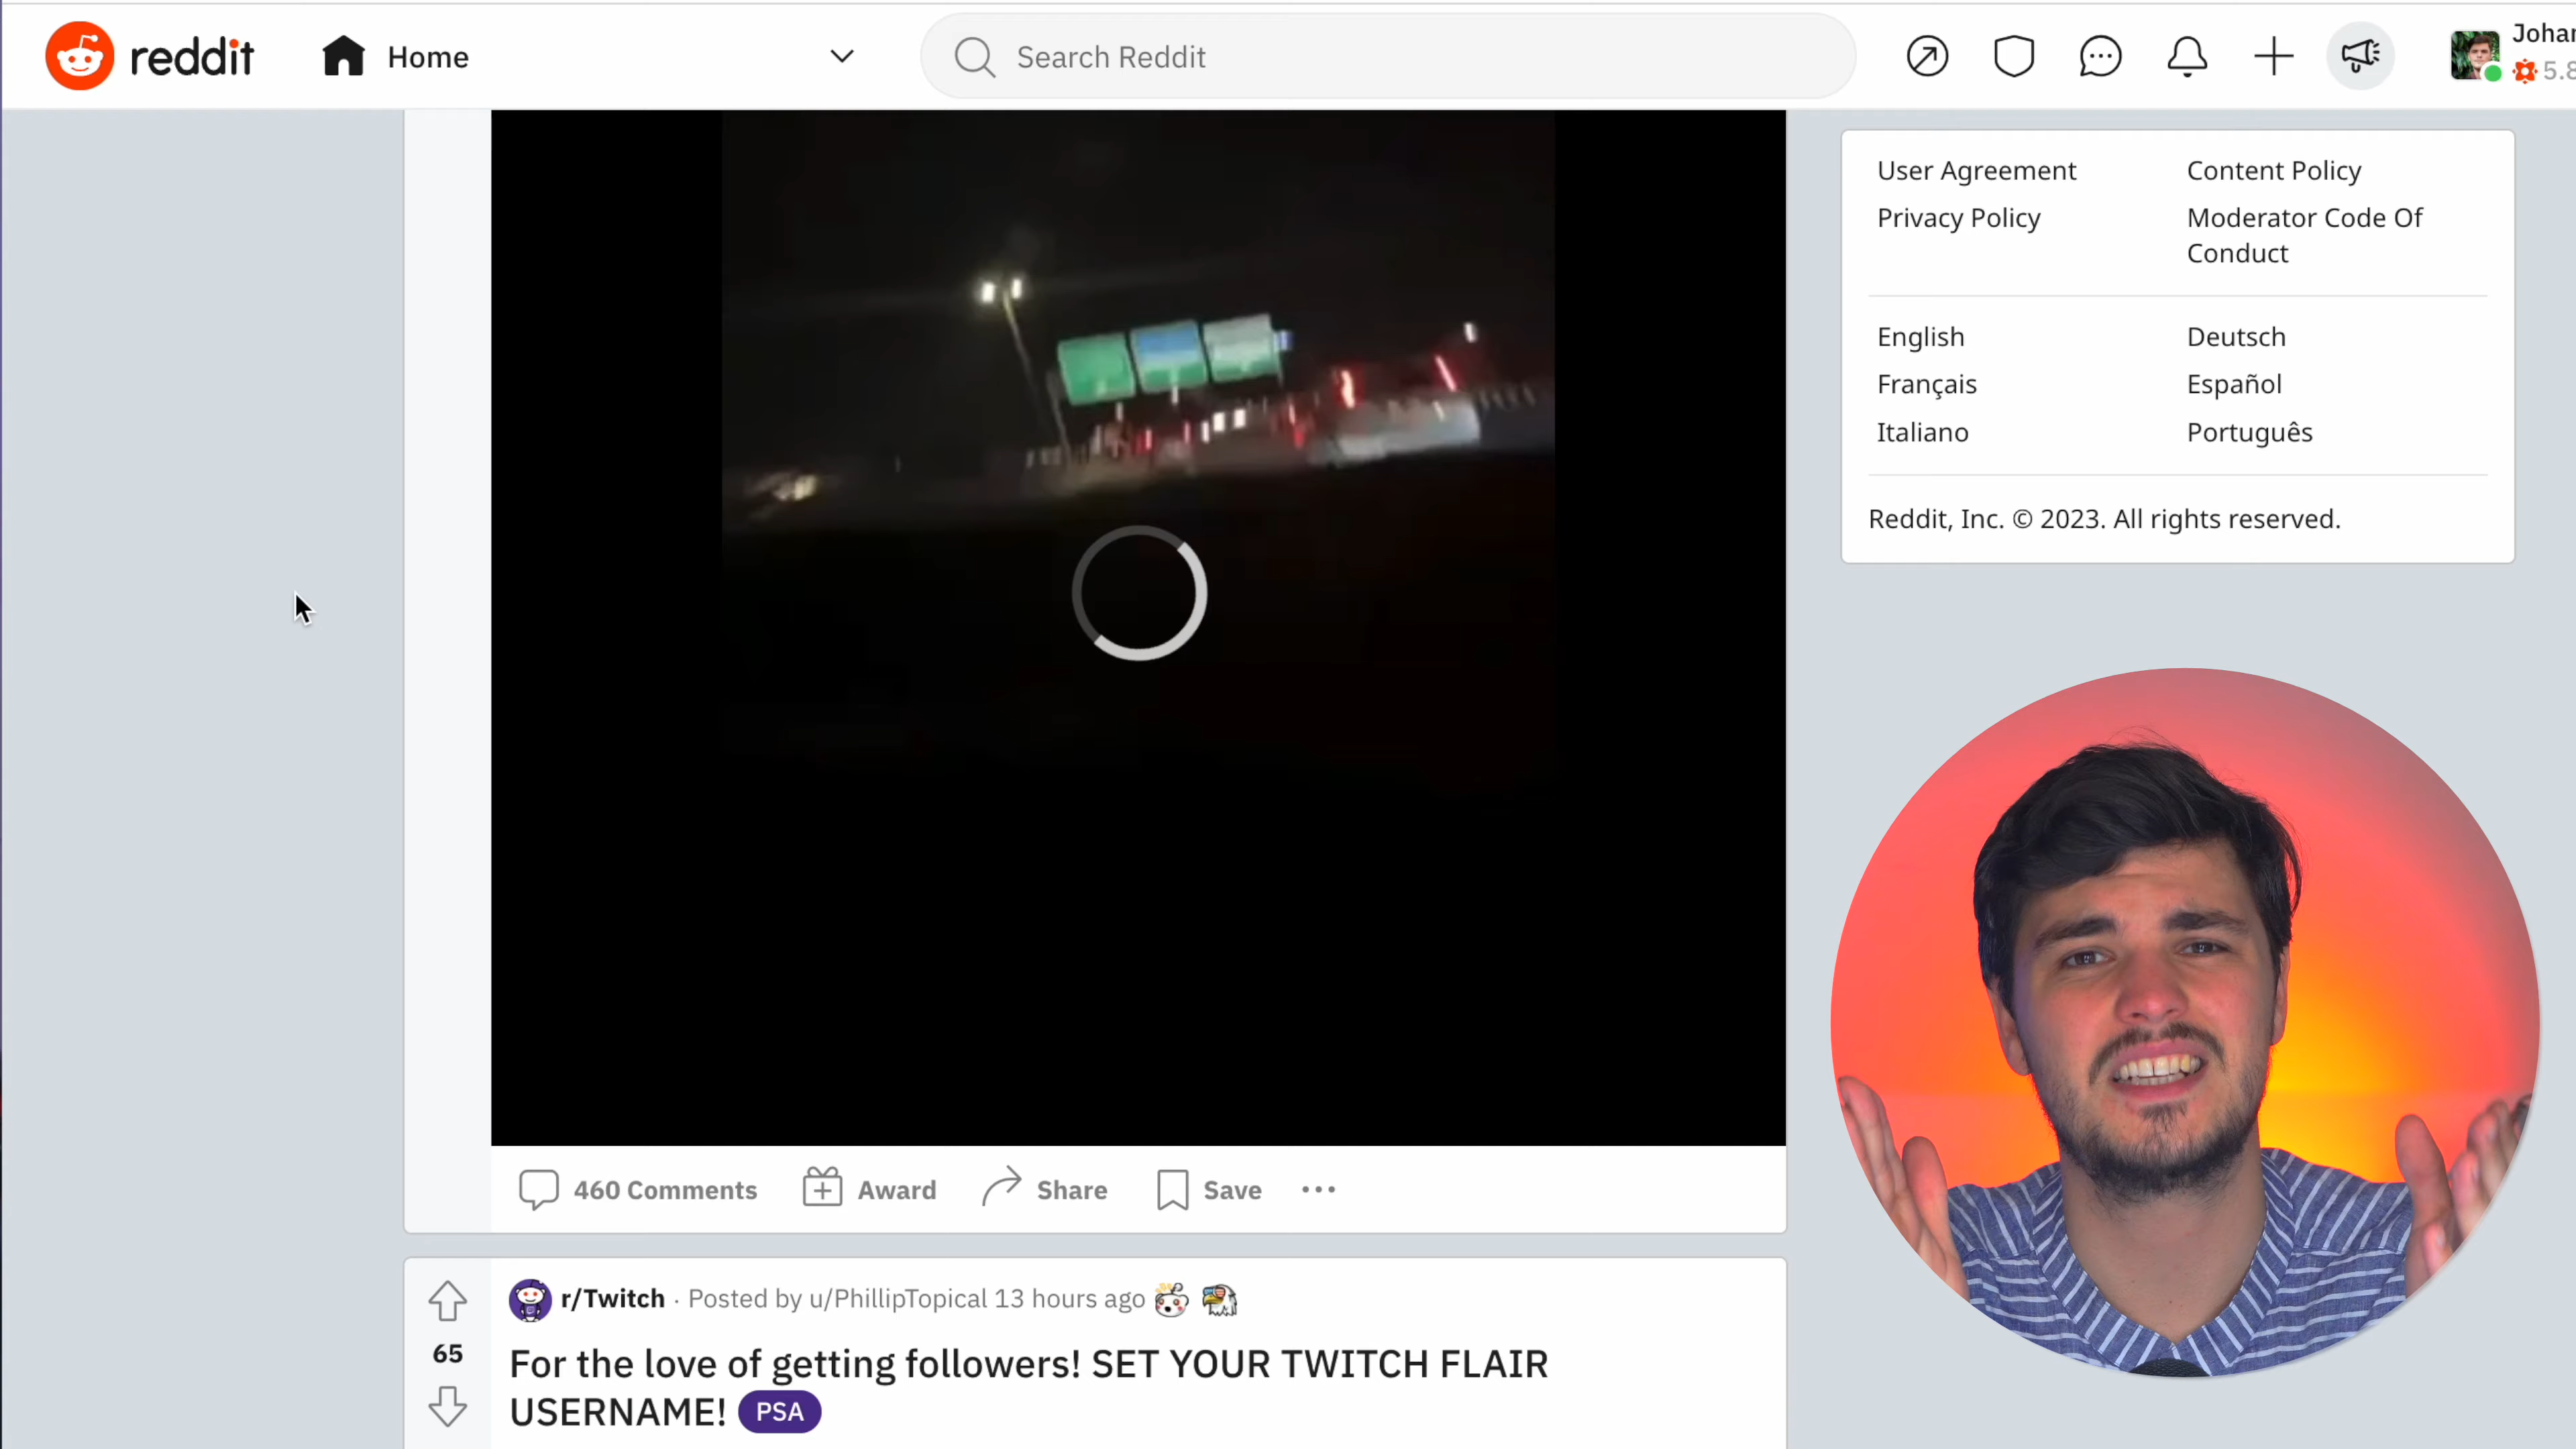 reddit
Home
Search Reddit
User Agreement
Content Policy
Privacy Policy
Moderator Code Of
Conduct
English
Deutsch
Français
Español
Italiano
Português
Reddit, Inc. © 2023. All rights reserved.
460 Comments
Award
Share
Save
r/Twitch · Posted by u/PhillipTopical 13 hours ago
65
For the love of getting followers! SET YOUR TWITCH FLAIR
USERNAME! PSA